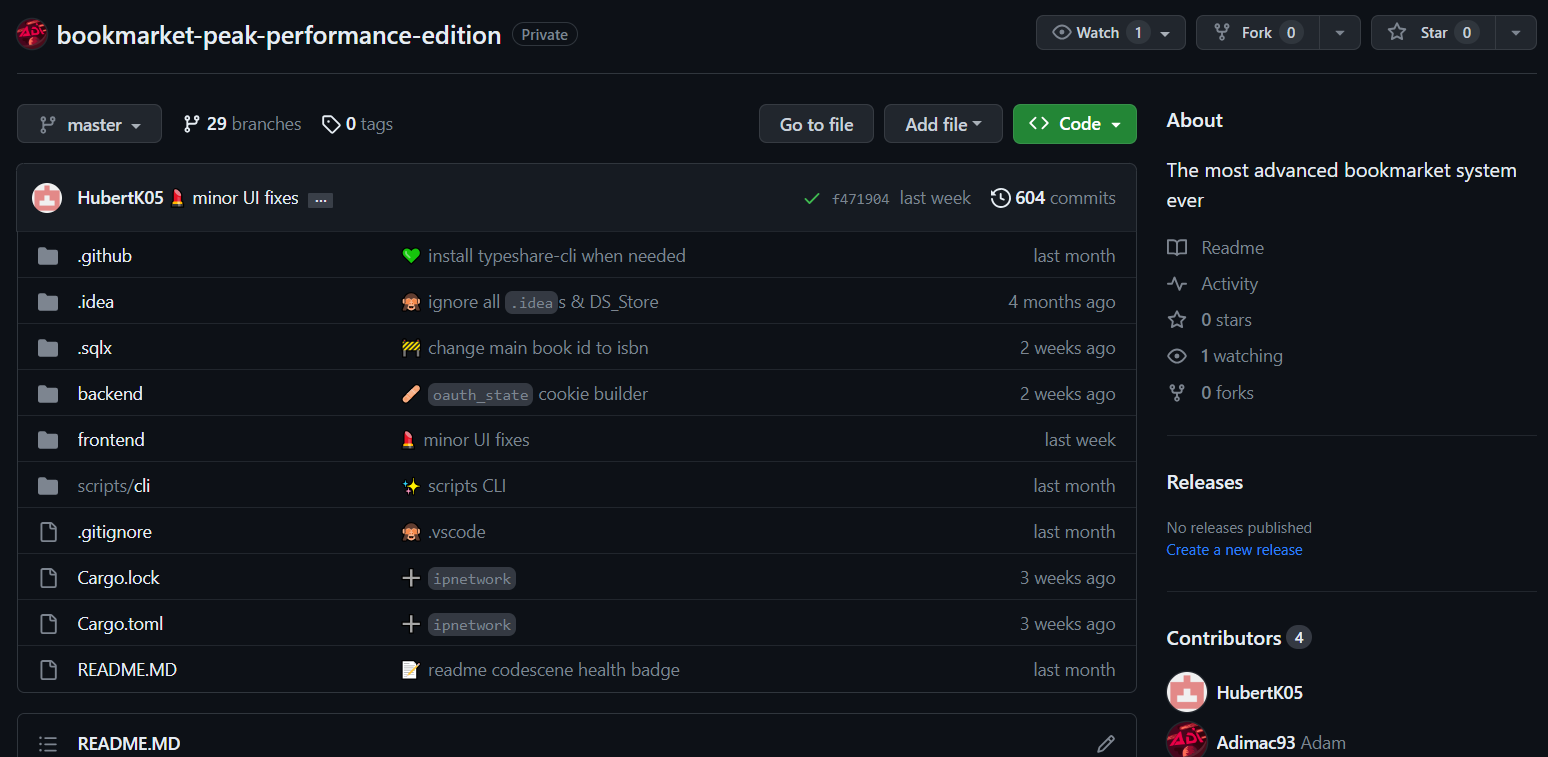 bookmarket-peak-performance-edition Private Watch 1 Fork 0 Star 0
master 29 branches 0 tags Go to file Add file Code
HubertK05 💄 minor UI fixes ... f471904 last week 604 commits
.github 💚 install typeshare-cli when needed last month
.idea 🙈 ignore all .ideas & DS_Store 4 months ago
.sqlx 🚧 change main book id to isbn 2 weeks ago
backend 🩹 oauth_state cookie builder 2 weeks ago
frontend 💄 minor UI fixes last week
scripts/cli ✨ scripts CLI last month
.gitignore 🙈 .vscode last month
Cargo.lock ➕ ipnetwork 3 weeks ago
Cargo.toml ➕ ipnetwork 3 weeks ago
README.MD 📝 readme codescene health badge last month
README.MD
About
The most advanced bookmarket system
ever
Readme
Activity
0 stars
1 watching
0 forks
Releases
No releases published
Create a new release
Contributors 4
HubertK05
Adimac93 Adam